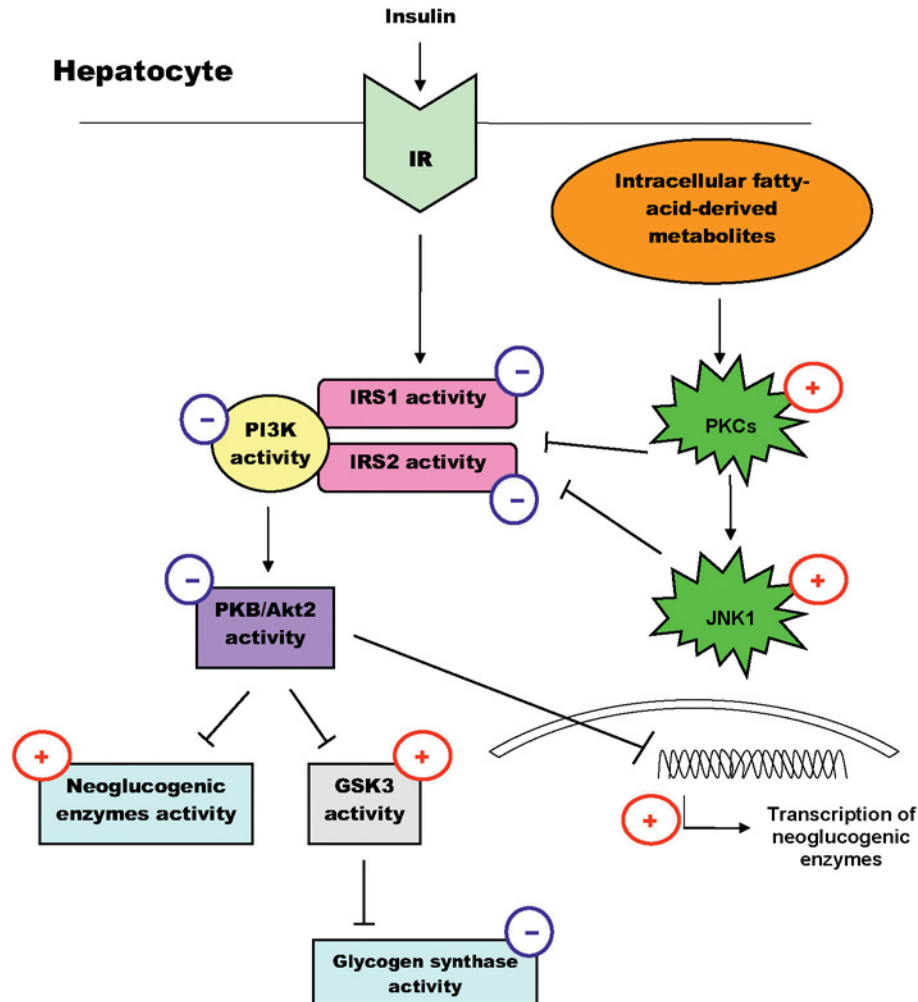 Insulin
Hepatocyte
IR
Intracellular fatty-
acid-derived
metabolites
IRS1 activity
PI3K
activity
IRS2 activity
PKCs
+
-
-
-
PKB/Akt2
activity
-
JNK1
+
Neoglucogenic
enzymes activity
+
GSK3
activity
+
+
Transcription of
neoglucogenic
enzymes
Glycogen synthase
activity
-